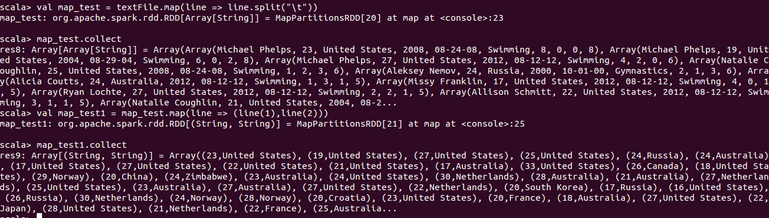 scala> val map_test = textFile.map(line => line.split("\t"))
map_test: org.apache.spark.rdd.RDD[Array[String]] = MapPartitionsRDD[20] at map at <console>:23
scala> map_test.collect
res8: Array[Array[String]] = Array(Array(Michael Phelps, 23, United States, 2008, 08-24-08, Swimming, 8, 0, 0, 8), Array(Michael Phelps, 19, Unit
ed States, 2004, 08-29-04, Swimming, 6, 0, 2, 8), Array(Michael Phelps, 27, United States, 2012, 08-12-12, Swimming, 4, 2, 0, 6), Array(Natalie C
oughlin, 25, United States, 2008, 08-24-08, Swimming, 1, 2, 3, 6), Array(Aleksey Nemov, 24, Russia, 2000, 10-01-00, Gymnastics, 2, 1, 3, 6), Arra
y(Alicia Coutts, 24, Australia, 2012, 08-12-12, Swimming, 1, 3, 1, 5), Array(Missy Franklin, 17, United States, 2012, 08-12-12, Swimming, 4, 0, 1
, 5), Array(Ryan Lochte, 27, United States, 2012, 08-12-12, Swimming, 2, 2, 1, 5), Array(Allison Schmitt, 22, United States, 2012, 08-12-12, Swim
ming, 3, 1, 1, 5), Array(Natalie Coughlin, 21, United States, 2004, 08-2...
scala> val map_test1 = map_test.map(line => (line(1),line(2)))
map_test1: org.apache.spark.rdd.RDD[(String, String)] = MapPartitionsRDD[21] at map at <console>:25
scala> map_test1.collect
res9: Array[(String, String)] = Array((23,United States), (19,United States), (27,United States), (25,United States), (24,Russia), (24,Australia)
, (17,United States), (27,United States), (22,United States), (21,United States), (17,Australia), (33,United States), (26,Canada), (18,United Sta
tes), (29,Norway), (20,China), (24,Zimbabwe), (23,Australia), (24,United States), (30,Netherlands), (28,Australia), (21,Australia), (27,Netherlan
ds), (25,United States), (23,Australia), (27,Australia), (27,United States), (22,Netherlands), (20,South Korea), (17,Russia), (16,United States),
(26,Russia), (30,Netherlands), (24,Norway), (28,Norway), (20,Croatia), (23,United States), (20,France), (18,Australia), (27,United States), (22,
Japan), (28,United States), (21,Netherlands), (22,France), (25,Australia...
scala>